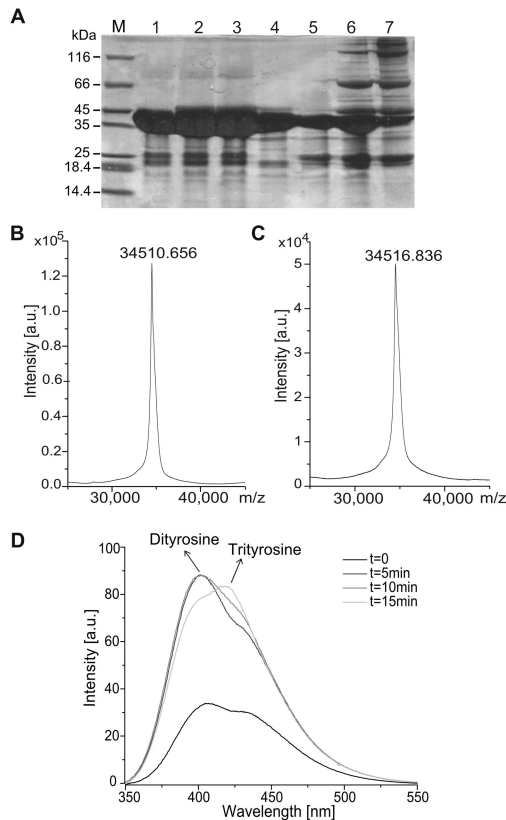 A
kDa M 1 2 3 4 5 6 7
116
66
45
35
25
18.4
14.4
B
x10^5
34510.656
1.2
1.0
0.8
0.6
0.4
0.2
0.0
Intensity [a.u.]
30,000 40,000 m/z
C
x10^4
34516.836
5
4
3
2
1
0
Intensity [a.u.]
30,000 40,000 m/z
D
Dityrosine
Trityrosine
t=0
t=5min
t=10min
t=15min
100
80
60
40
20
0
Intensity [a.u.]
350 400 450 500 550
Wavelength [nm]